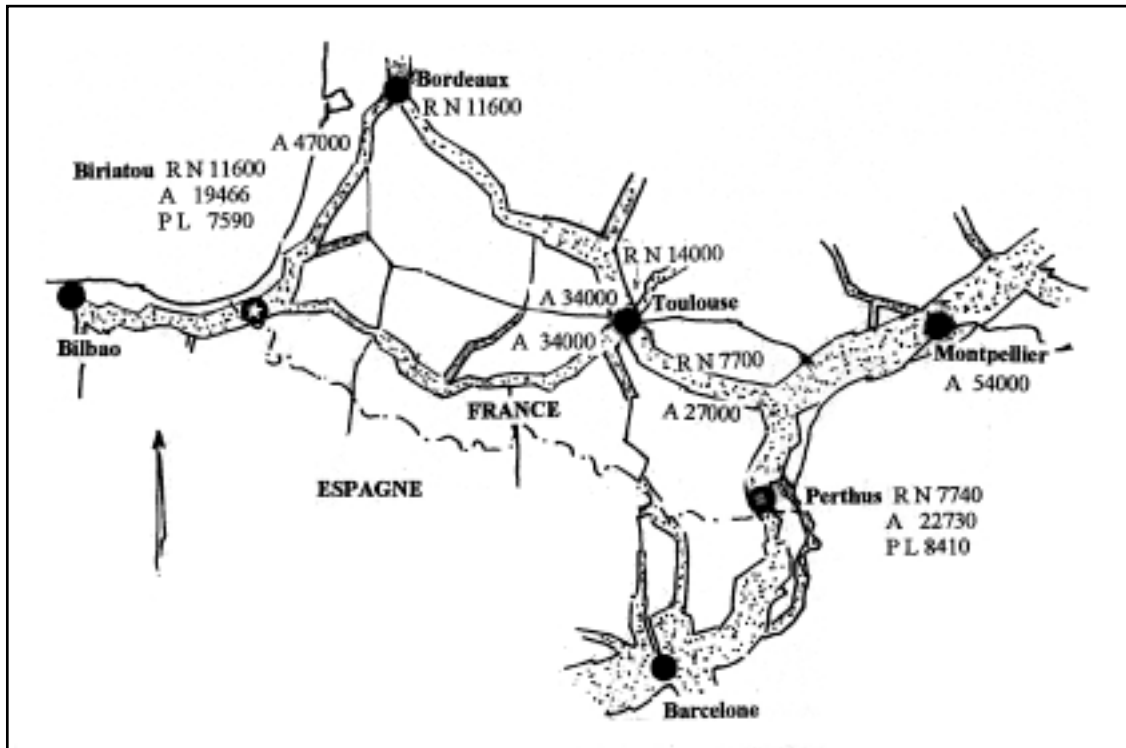 Bordeaux
R N 11600
A 47000
Biriatou R N 11600
A 19466
P L 7590
R N 14000
A 34000
Toulouse
Bilbao
A 34000
R N 7700
Montpellier
A 54000
A 27000
FRANCE
ESPAGNE
Perthus R N 7740
A 22730
P L 8410
Barcelone